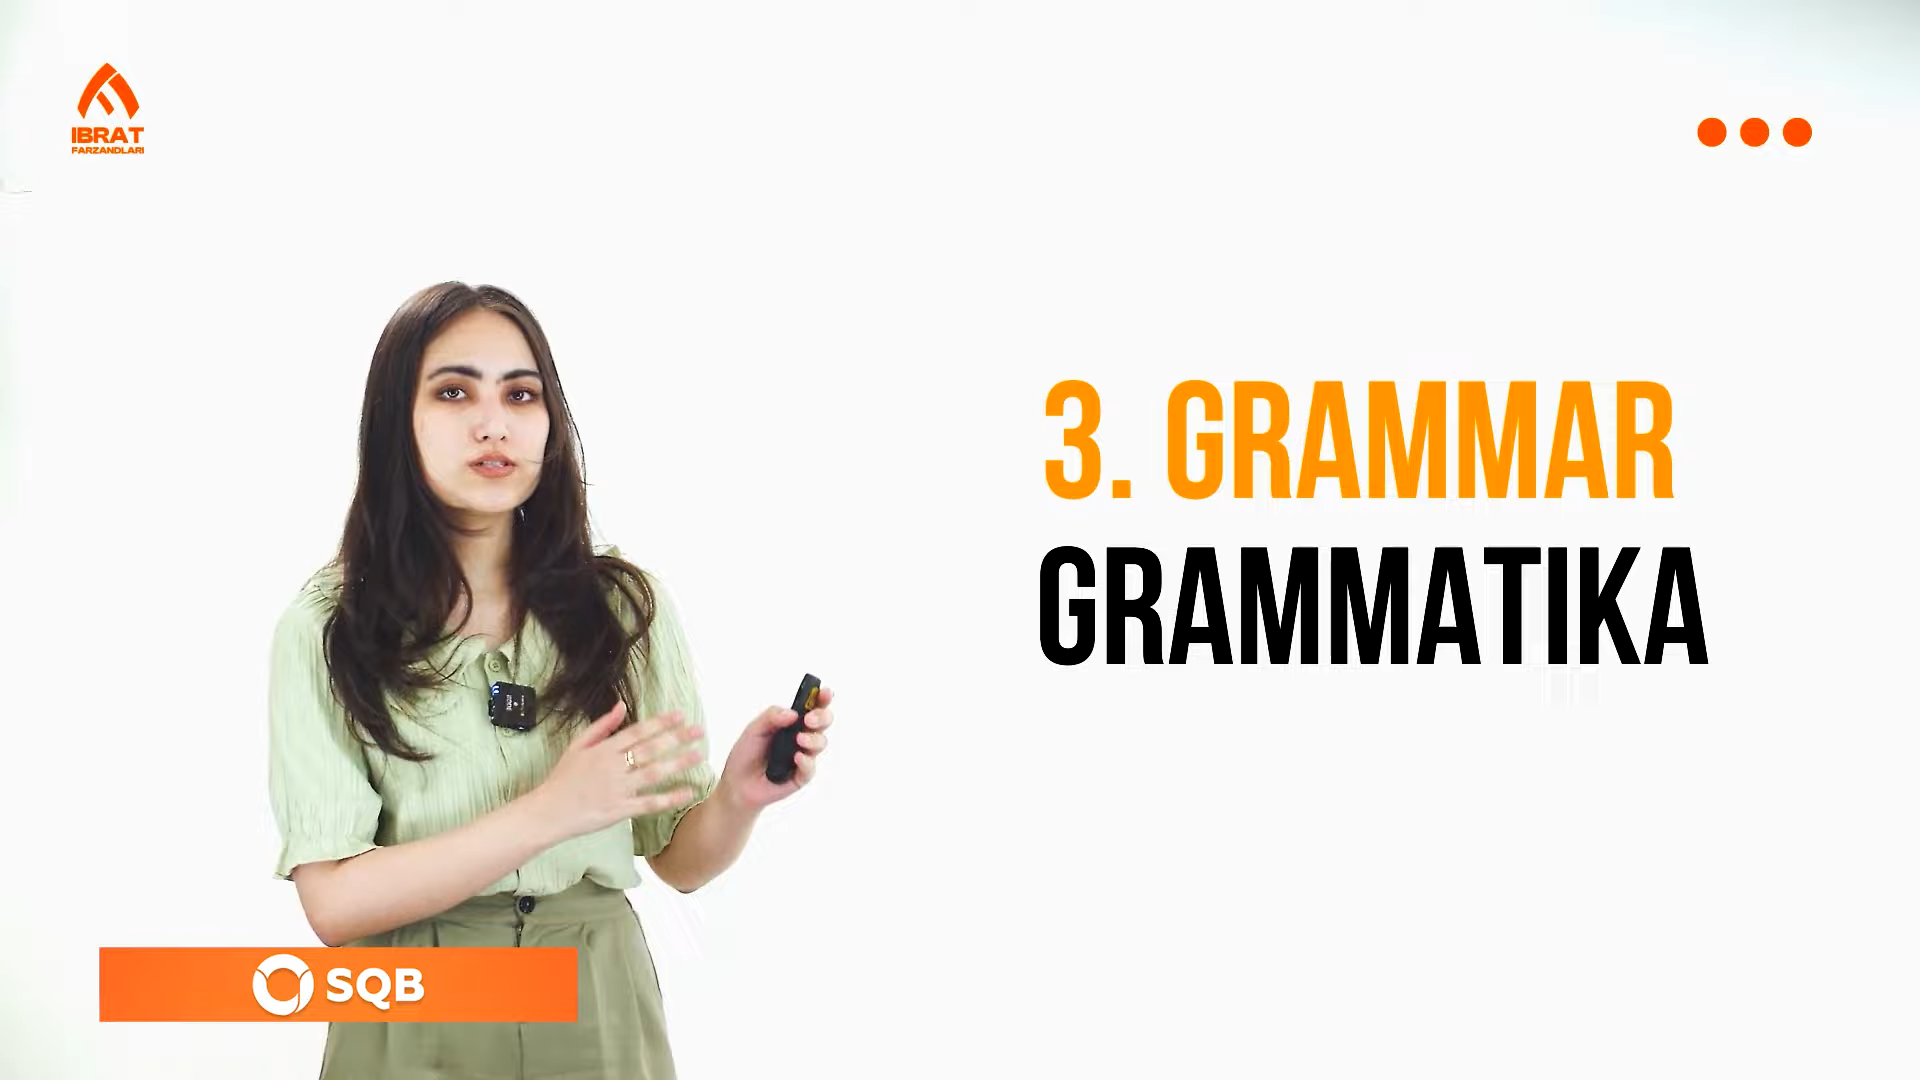 IBRAT
FARZANDLARI
3. GRAMMAR
GRAMMATIKA
SQB